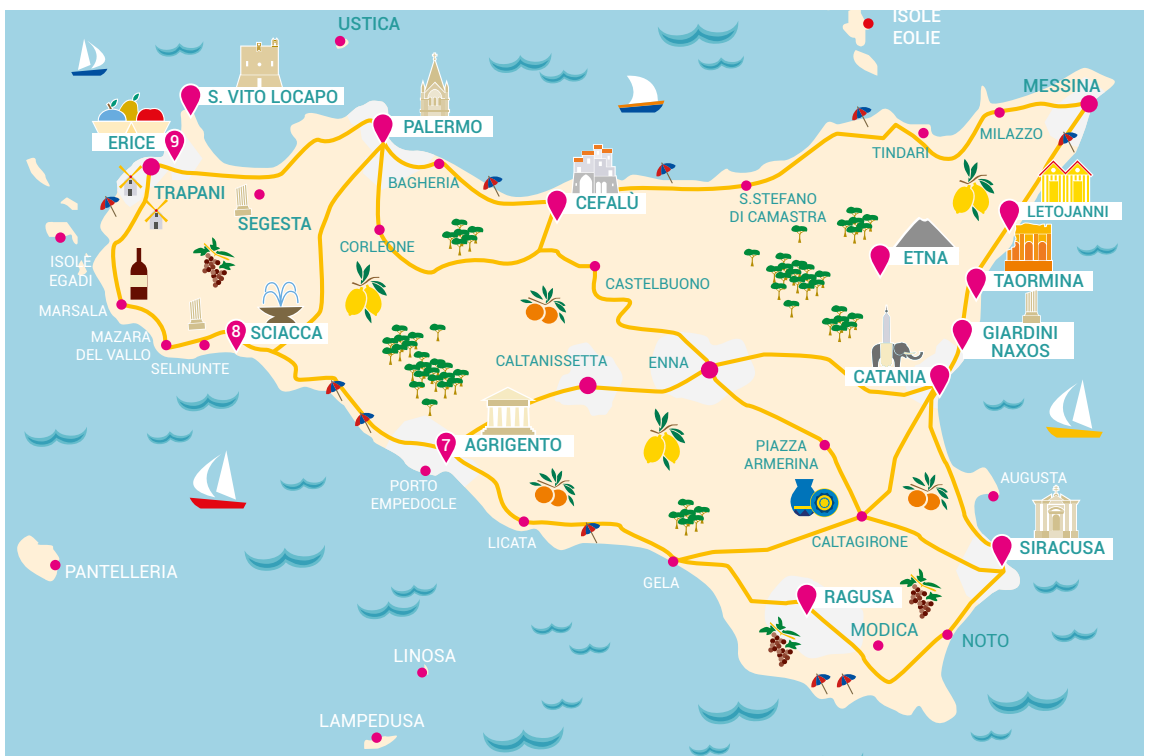 ISOLE
EOLIE
USTICA
MESSINA
S. VITO LOCAPO
PALERMO
MILAZZO
ERICE
9
TINDARI
TRAPANI
BAGHERIA
SEGESTA
CEFALÙ
S.STEFANO
DI CAMASTRA
LETOJANNI
CORLEONE
ETNA
ISOLE
EGADI
TAORMINA
CASTELBUONO
MARSALA
8
SCIACCA
GIARDINI
NAXOS
MAZARA
DEL VALLO
SELINUNTE
CALTANISSETTA
ENNA
CATANIA
7
AGRIGENTO
PIAZZA
ARMERINA
PORTO
EMPEDOCLE
AUGUSTA
LICATA
CALTAGIRONE
SIRACUSA
PANTELLERIA
GELA
RAGUSA
MODICA
NOTO
LINOSA
LAMPEDUSA